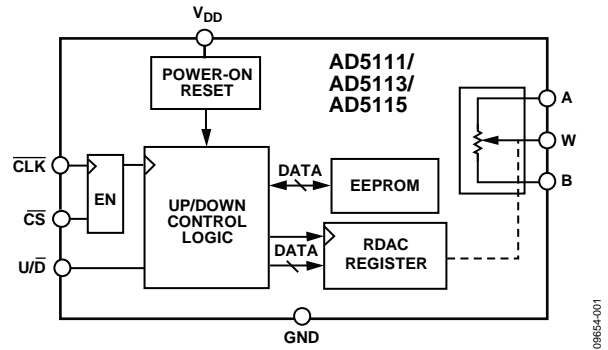 VDD
POWER-ON
RESET
AD5111/
AD5113/
AD5115
A
W
B
CLK
EN
CS
U/D
UP/DOWN
CONTROL
LOGIC
DATA
EEPROM
DATA
RDAC
REGISTER
GND
09654-001